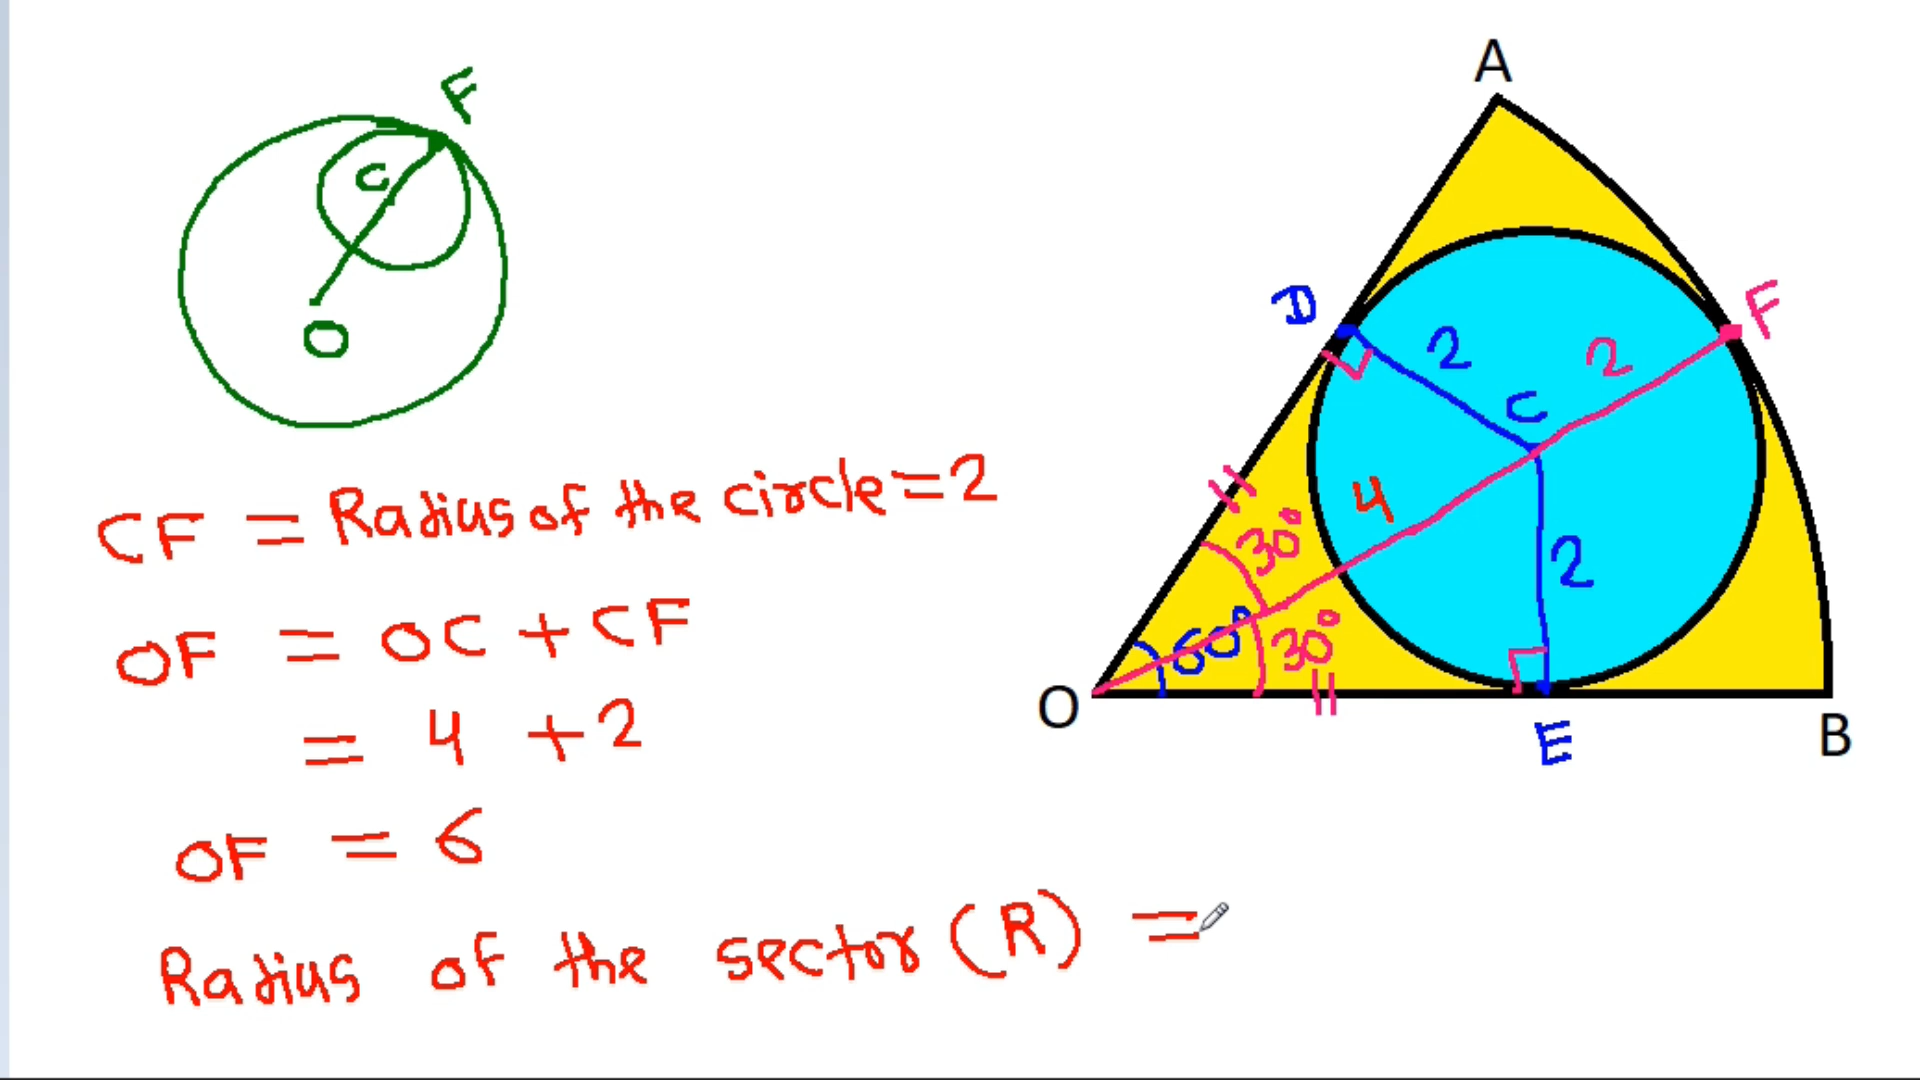 F
C
O
CF = Radius of the circle = 2
OF = OC + CF
= 4 + 2
OF = 6
Radius of the sector (R) =
A
D
F
2
2
C
4
30°
2
60°
30°
O
E
B